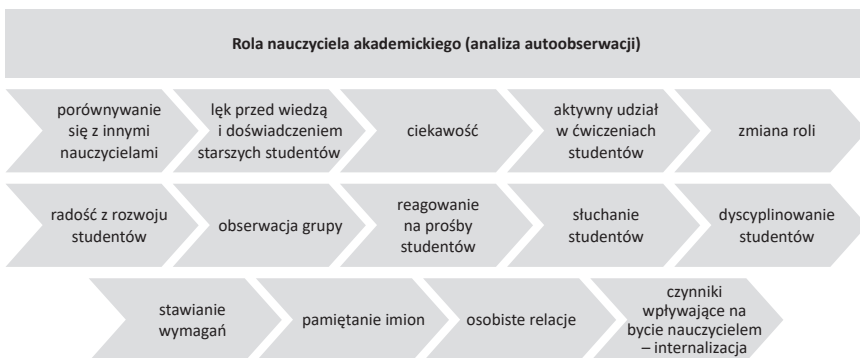 Rola nauczyciela akademickiego (analiza autoobserwacji)
porównywanie
się z innymi
nauczycielami
lęk przed wiedzą
i doświadczeniem
starszych studentów
ciekawość
aktywny udział
w ćwiczeniach
studentów
zmiana roli
radość z rozwoju
studentów
obserwacja grupy
reagowanie
na prośby
studentów
słuchanie
studentów
dyscyplinowanie
studentów
stawianie
wymagań
pamiętanie imion
osobiste relacje
czynniki
wpływające na
bycie nauczycielem
– internalizacja